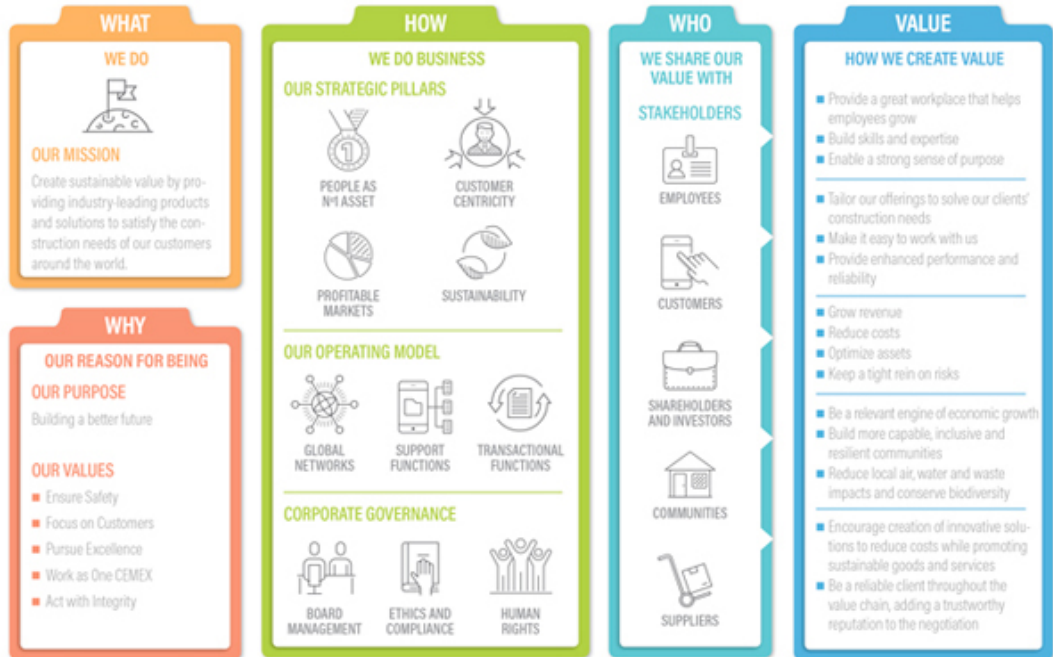 WHAT
WE DO
OUR MISSION
Create sustainable value by pro-
viding industry-leading products
and solutions to satisfy the con-
struction needs of our customers
around the world.
WHY
OUR REASON FOR BEING
OUR PURPOSE
Building a better future
OUR VALUES
Ensure Safety
Focus on Customers
Pursue Excellence
Work as One CEMEX
Act with Integrity
HOW
WE DO BUSINESS
OUR STRATEGIC PILLARS
1
PEOPLE AS
Nº1 ASSET
CUSTOMER
CENTRICITY
PROFITABLE
MARKETS
SUSTAINABILITY
OUR OPERATING MODEL
GLOBAL
NETWORKS
SUPPORT
FUNCTIONS
TRANSACTIONAL
FUNCTIONS
CORPORATE GOVERNANCE
BOARD
MANAGEMENT
ETHICS AND
COMPLIANCE
HUMAN
RIGHTS
WHO
WE SHARE OUR
VALUE WITH
STAKEHOLDERS
EMPLOYEES
CUSTOMERS
SHAREHOLDERS
AND INVESTORS
COMMUNITIES
SUPPLIERS
VALUE
HOW WE CREATE VALUE
Provide a great workplace that helps
employees grow
Build skills and expertise
Enable a strong sense of purpose
Tailor our offerings to solve our clients'
construction needs
Make it easy to work with us
Provide enhanced performance and
reliability
Grow revenue
Reduce costs
Optimize assets
Keep a tight rein on risks
Be a relevant engine of economic growth
Build more capable, inclusive and
resilient communities
Reduce local air, water and waste
impacts and conserve biodiversity
Encourage creation of innovative solu-
tions to reduce costs while promoting
sustainable goods and services
Be a reliable client throughout the
value chain, adding a trustworthy
reputation to the negotiation